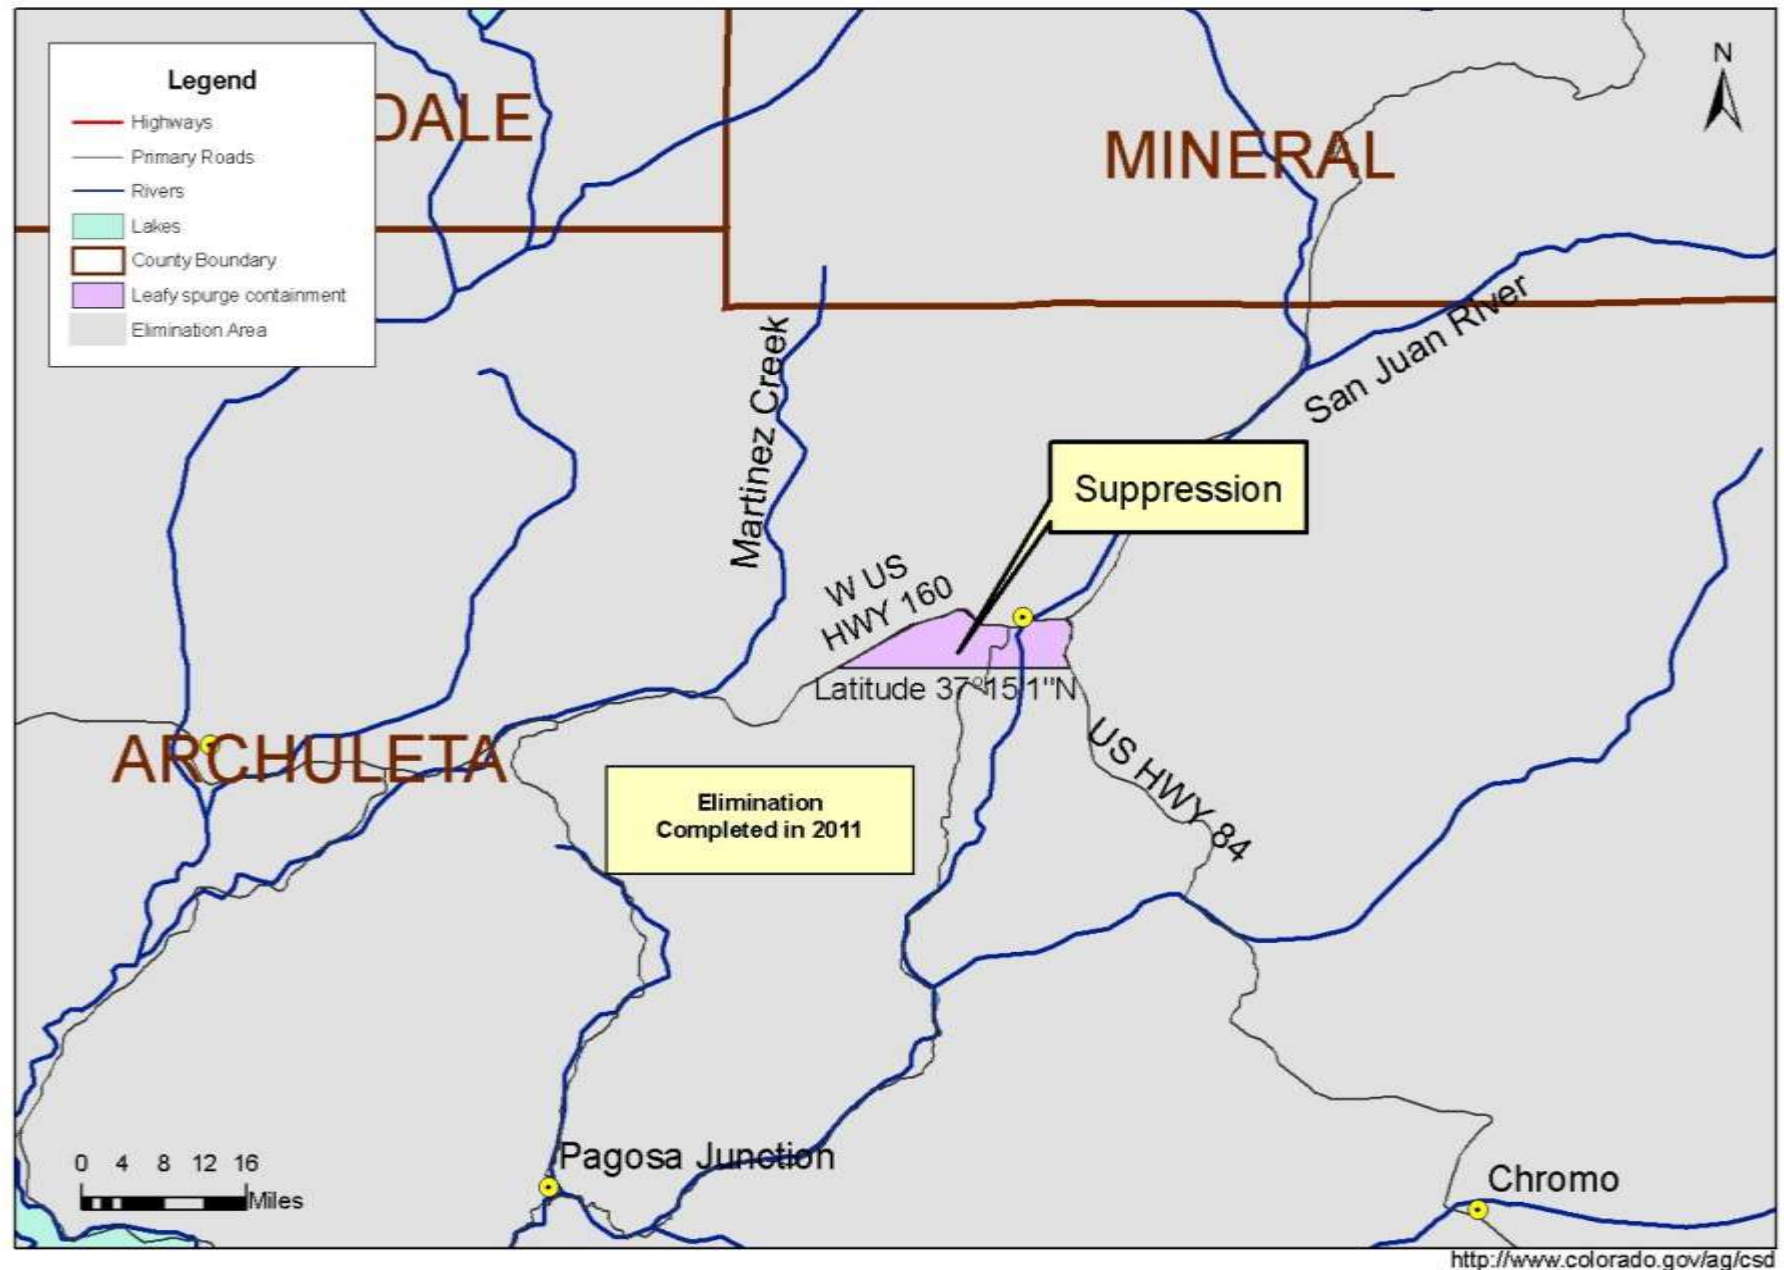 Legend
Highways
Primary Roads
Rivers
Lakes
County Boundary
Leafy spurge containment
Elimination Area
DALE
MINERAL
N
San Juan River
Martinez Creek
Suppression
W US
HWY 160
Latitude 37°15'1"N
US HWY 84
ARCHULETA
Elimination
Completed in 2011
0 4 8 12 16
Miles
Pagosa Junction
Chromo
http://www.colorado.gov/ag/csd